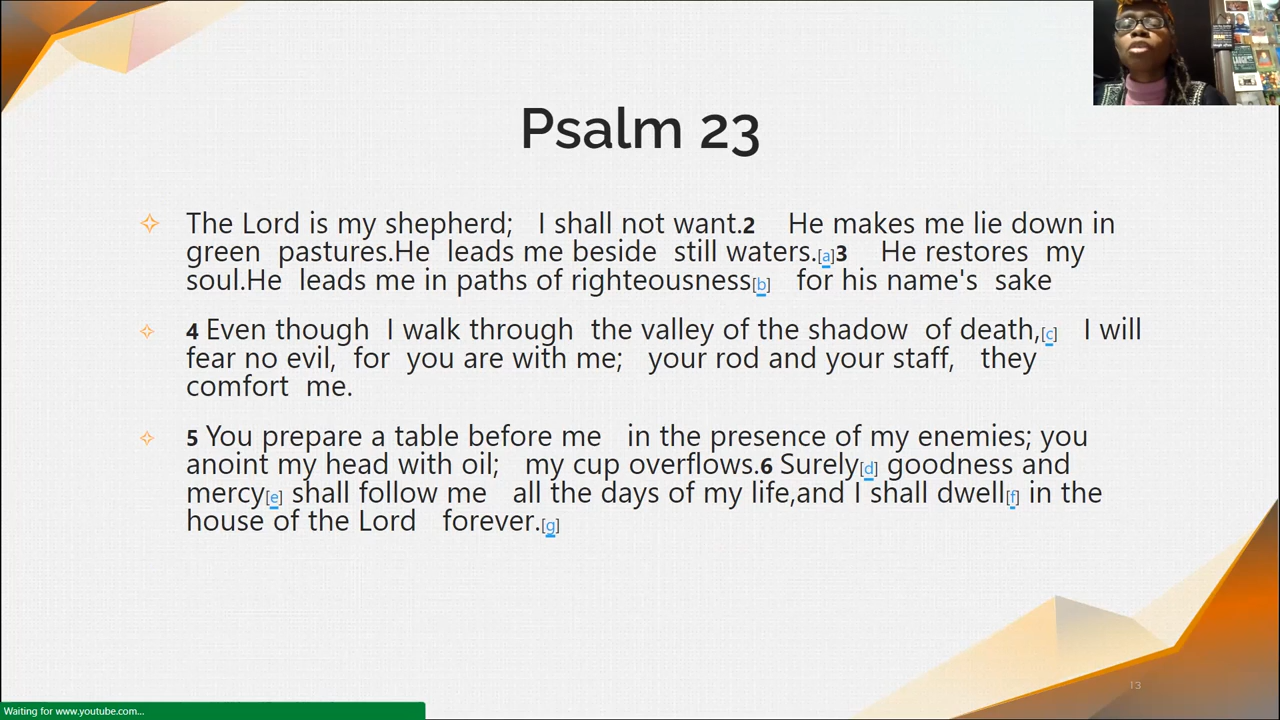 Psalm 23
The Lord is my shepherd; I shall not want.2 He makes me lie down in
green pastures.He leads me beside still waters.[a]3 He restores my
soul.He leads me in paths of righteousness[b] for his name's sake
4 Even though I walk through the valley of the shadow of death,[c] I will
fear no evil, for you are with me; your rod and your staff, they
comfort me.
5 You prepare a table before me in the presence of my enemies; you
anoint my head with oil; my cup overflows.6 Surely[d] goodness and
mercy[e] shall follow me all the days of my life,and I shall dwell[f] in the
house of the Lord forever.[g]
13
Waiting for www.youtube.com...